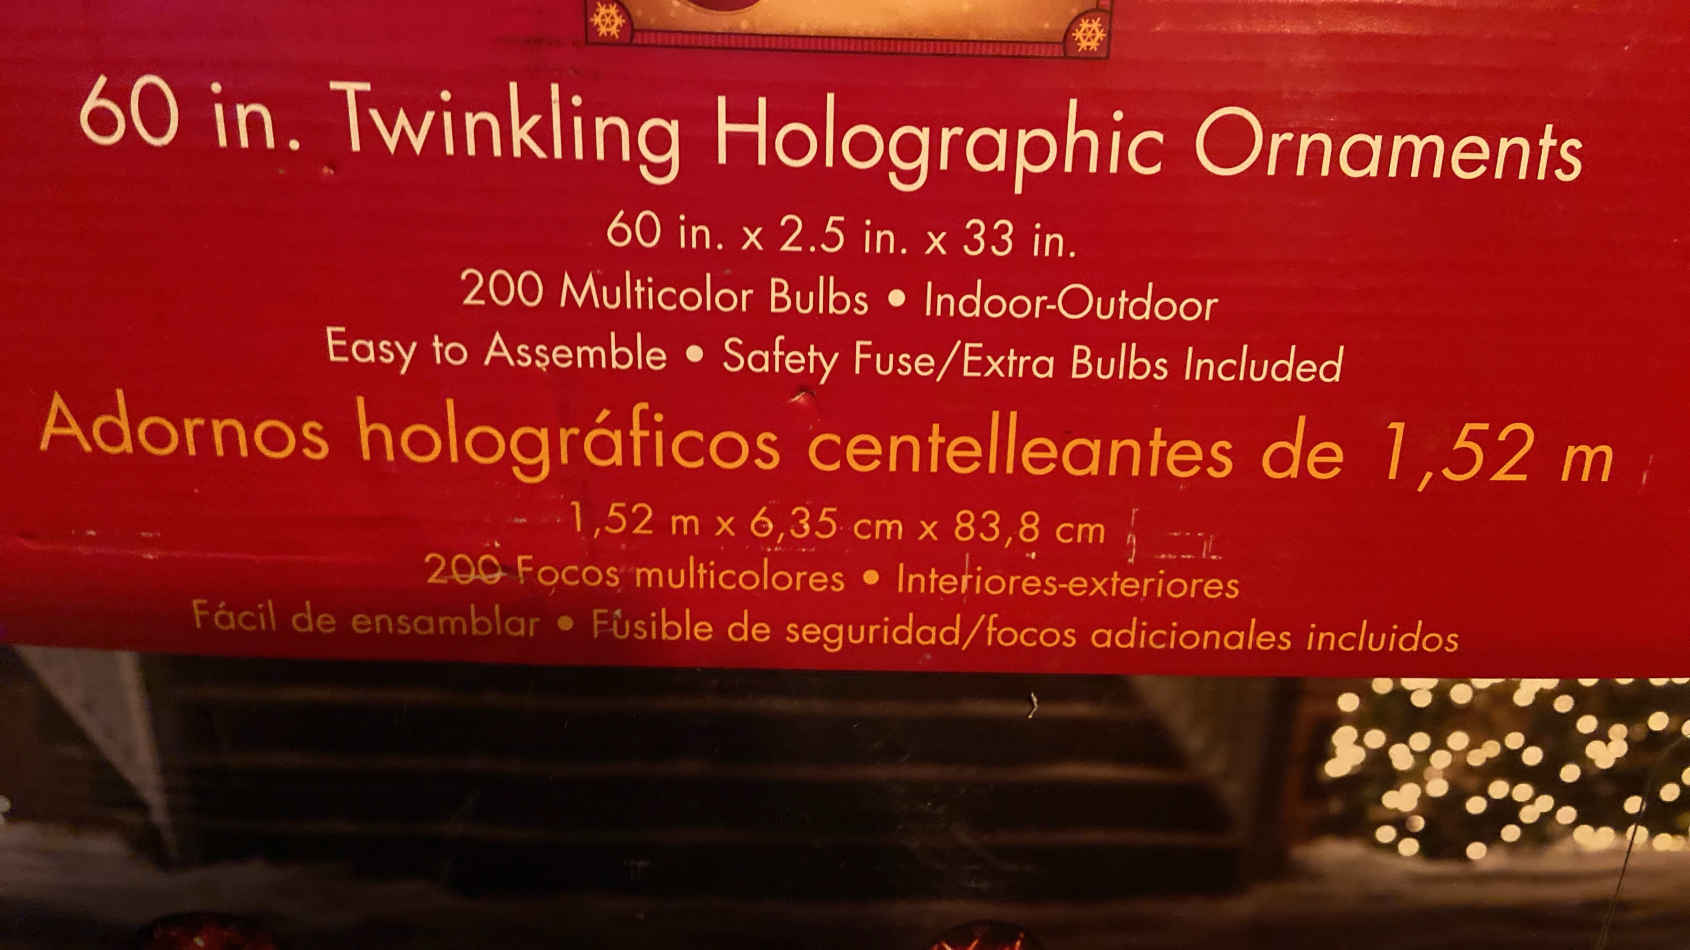 60 in. Twinkling Holographic Ornaments
60 in. x 2.5 in. x 33 in.
200 Multicolor Bulbs • Indoor-Outdoor
Easy to Assemble • Safety Fuse/Extra Bulbs Included
Adornos holográficos centelleantes de 1,52 m
1,52 m x 6,35 cm x 83,8 cm
200 Focos multicolores • Interiores-exteriores
Fácil de ensamblar • Fusible de seguridad/focos adicionales incluidos